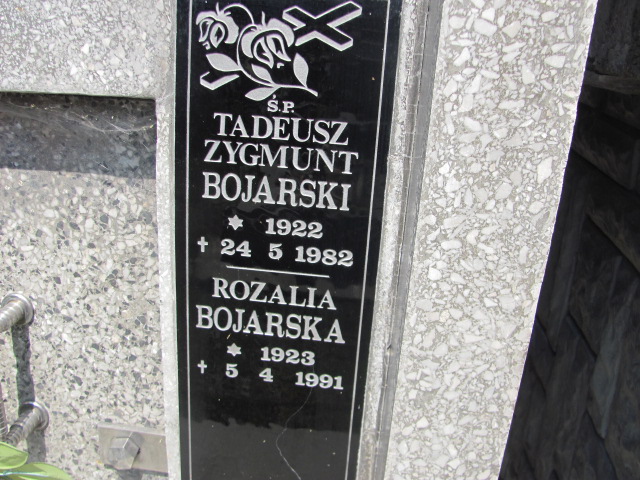 Ś.P.
TADEUSZ
ZYGMUNT
BOJARSKI
* 1922
† 24 5 1982
ROZALIA
BOJARSKA
* 1923
† 5 4 1991